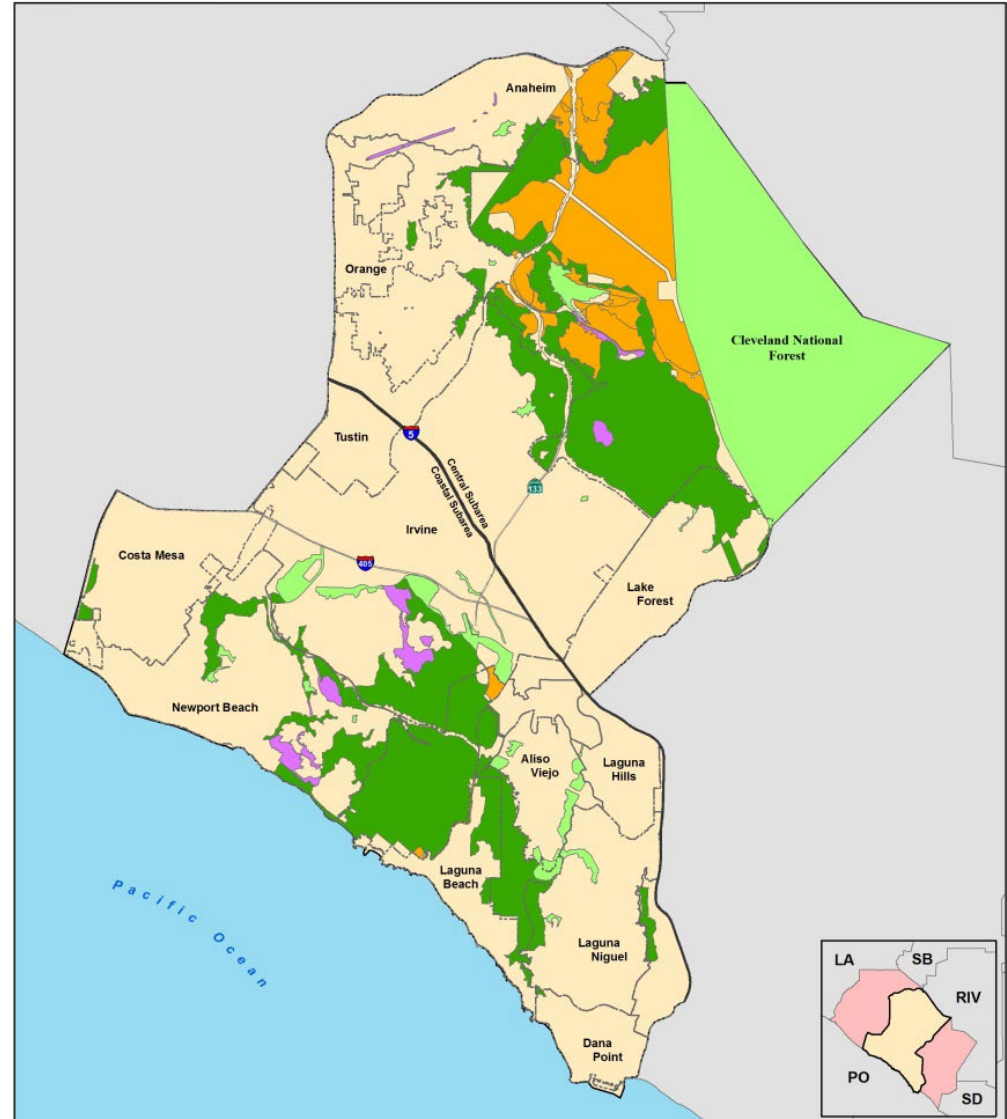 Anaheim
Orange
Cleveland National
Forest
Tustin
5
Central Subarea
Coastal Subarea
133
Irvine
Costa Mesa
405
Lake
Forest
Newport Beach
Aliso
Viejo
Laguna
Hills
Laguna
Beach
Pacific Ocean
Laguna
Niguel
Dana
Point
LA
SB
RIV
PO
SD